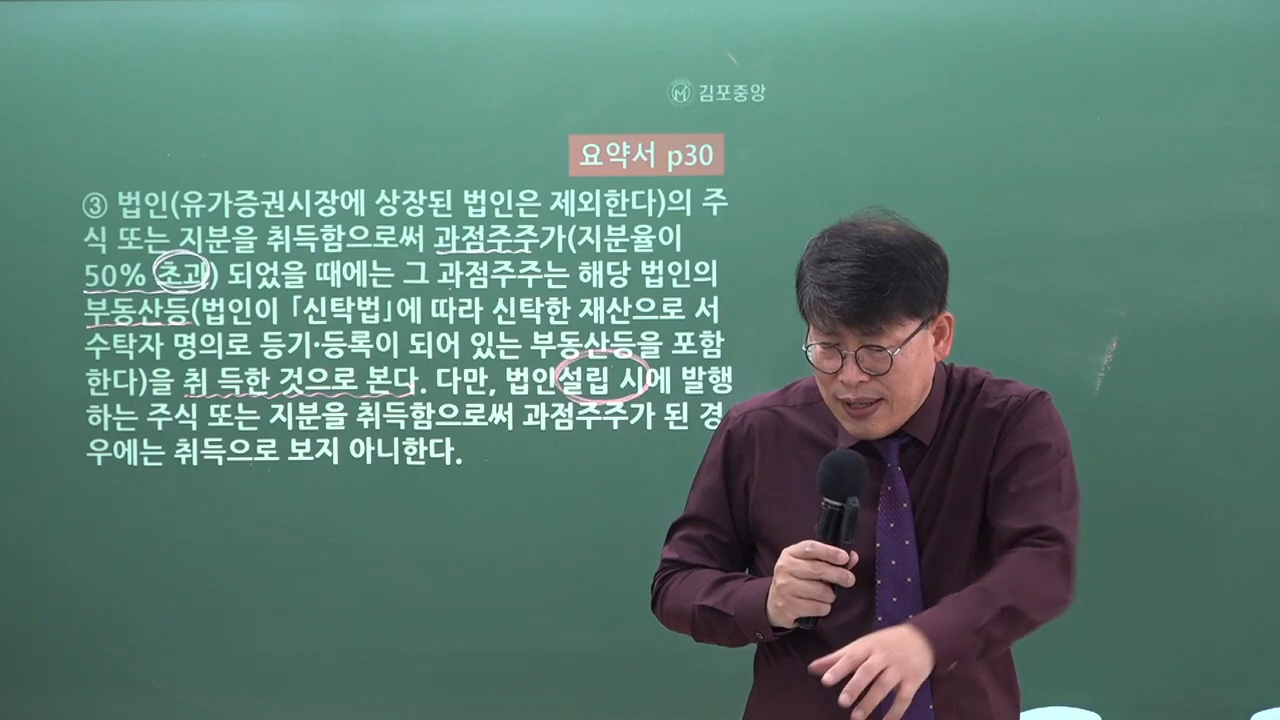 김포중앙
요약서 p30
③ 법인(유가증권시장에 상장된 법인은 제외한다)의 주
식 또는 지분을 취득함으로써 과점주주가(지분율이
50% 초과) 되었을 때에는 그 과점주주는 해당 법인의
부동산등(법인이 「신탁법」에 따라 신탁한 재산으로 서
수탁자 명의로 등기·등록이 되어 있는 부동산등을 포함
한다)을 취 득한 것으로 본다. 다만, 법인설립 시에 발행
하는 주식 또는 지분을 취득함으로써 과점주주가 된 경
우에는 취득으로 보지 아니한다.